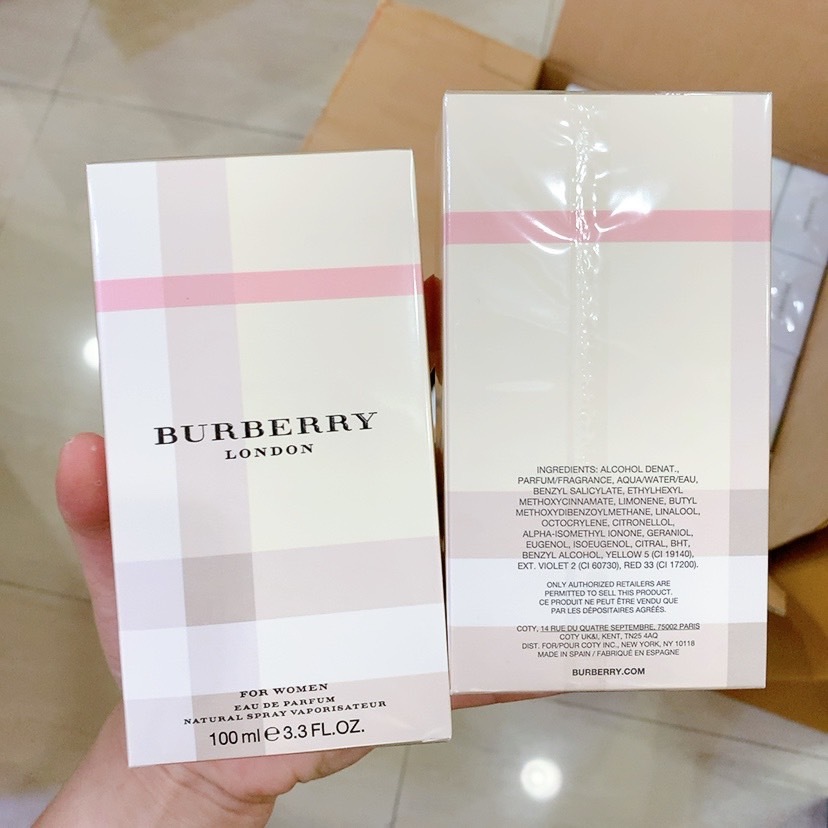 BURBERRY
LONDON
FOR WOMEN
EAU DE PARFUM
NATURAL SPRAY VAPORISATEUR
100 ml ℮ 3.3 FL.OZ.
INGREDIENTS: ALCOHOL DENAT.,
PARFUM/FRAGRANCE, AQUA/WATER/EAU,
BENZYL SALICYLATE, ETHYLHEXYL
METHOXYCINNAMATE, LIMONENE, BUTYL
METHOXYDIBENZOYLMETHANE, LINALOOL,
OCTOCRYLENE, CITRONELLOL,
ALPHA-ISOMETHYL IONONE, GERANIOL,
EUGENOL, ISOEUGENOL, CITRAL, BHT,
BENZYL ALCOHOL, YELLOW 5 (CI 19140),
EXT. VIOLET 2 (CI 60730), RED 33 (CI 17200).
ONLY AUTHORIZED RETAILERS ARE
PERMITTED TO SELL THIS PRODUCT.
CE PRODUIT NE PEUT ÊTRE VENDU QUE
PAR LES DÉPOSITAIRES AGRÉÉS.
COTY, 14 RUE DU QUATRE SEPTEMBRE, 75002 PARIS
COTY UK&I, KENT, TN25 4AQ
DIST. FOR/POUR COTY INC., NEW YORK, NY 10118
MADE IN SPAIN / FABRIQUÉ EN ESPAGNE
BURBERRY.COM